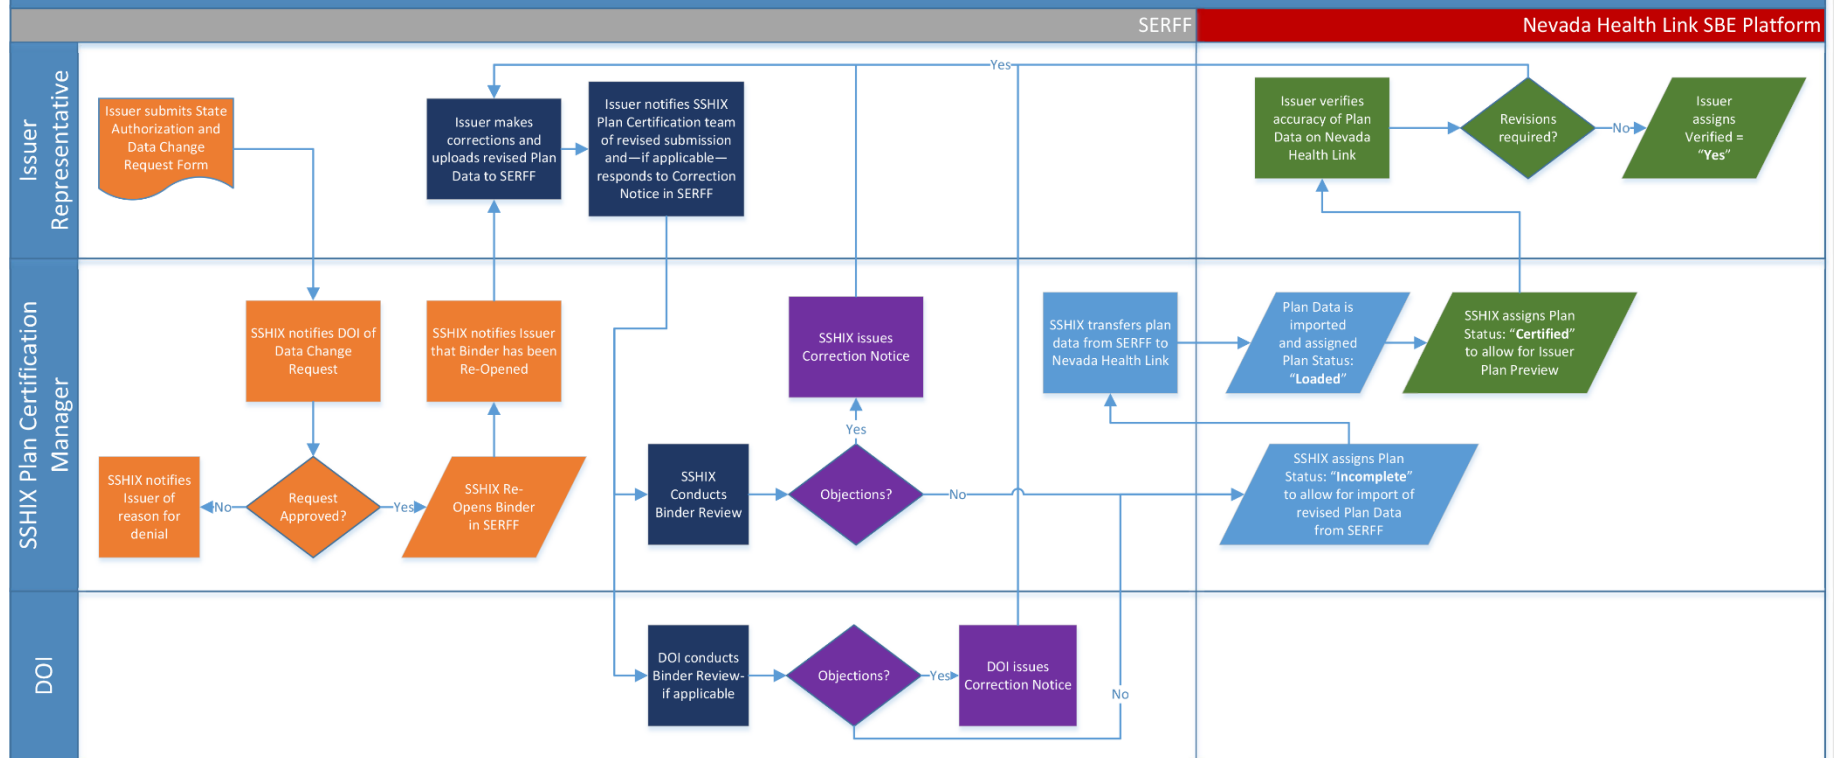 SERFF
Nevada Health Link SBE Platform
Issuer
Representative
Issuer submits State
Authorization and
Data Change
Request Form
Issuer makes
corrections and
uploads revised Plan
Data to SERFF
Issuer notifies SSHIX
Plan Certification team
of revised submission
and—if applicable—
responds to Correction
Notice in SERFF
Yes
Issuer verifies
accuracy of Plan
Data on Nevada
Health Link
Revisions
required?
No
Issuer
assigns
Verified =
“Yes”
SSHIX Plan Certification
Manager
SSHIX notifies DOI of
Data Change
Request
SSHIX notifies Issuer
that Binder has been
Re-Opened
SSHIX issues
Correction Notice
SSHIX transfers plan
data from SERFF to
Nevada Health Link
Plan Data is
imported
and assigned
Plan Status:
“Loaded”
SSHIX assigns Plan
Status: “Certified”
to allow for Issuer
Plan Preview
SSHIX notifies
Issuer of
reason for
denial
No
Request
Approved?
Yes
SSHIX Re-
Opens Binder
in SERFF
SSHIX
Conducts
Binder Review
Yes
Objections?
No
SSHIX assigns Plan
Status: “Incomplete”
to allow for import of
revised Plan Data
from SERFF
DOI
DOI conducts
Binder Review-
if applicable
Objections?
Yes
DOI issues
Correction Notice
No